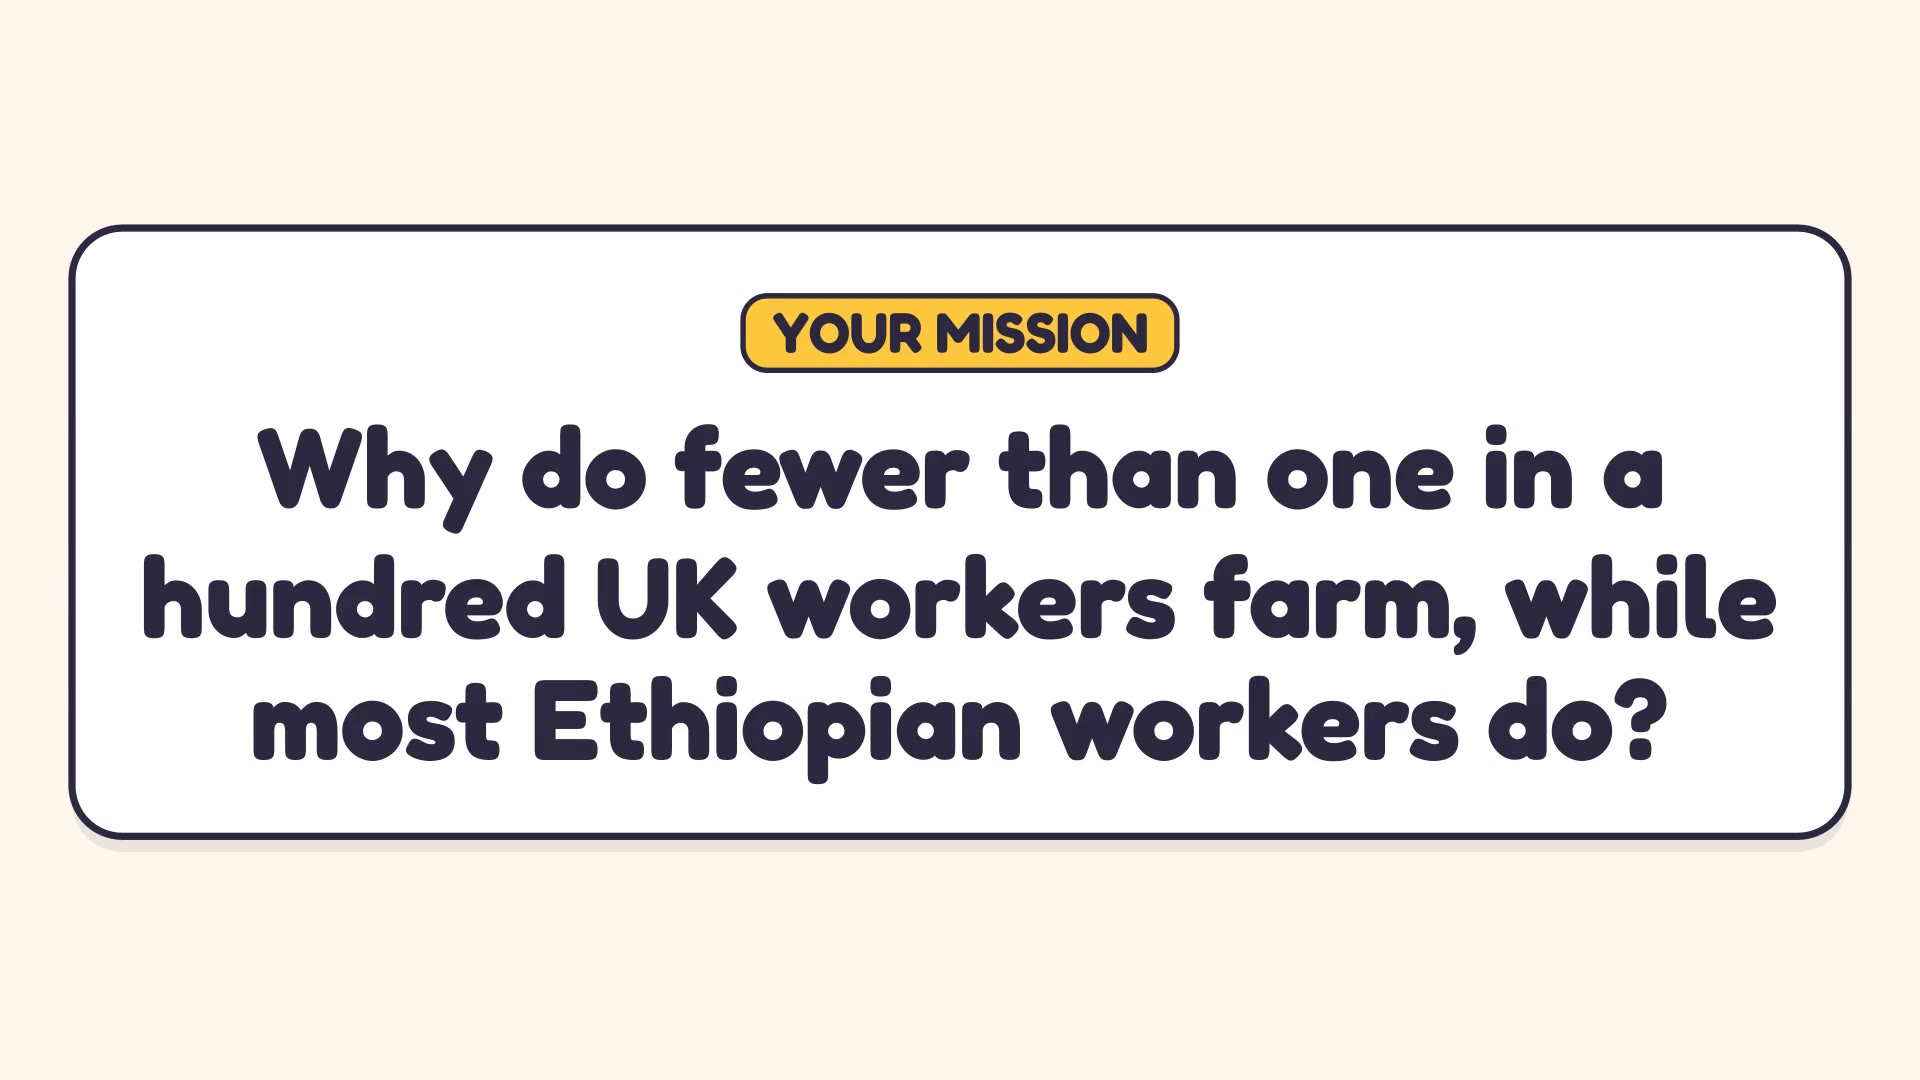 YOUR MISSION
Why do fewer than one in a
hundred UK workers farm, while
most Ethiopian workers do?